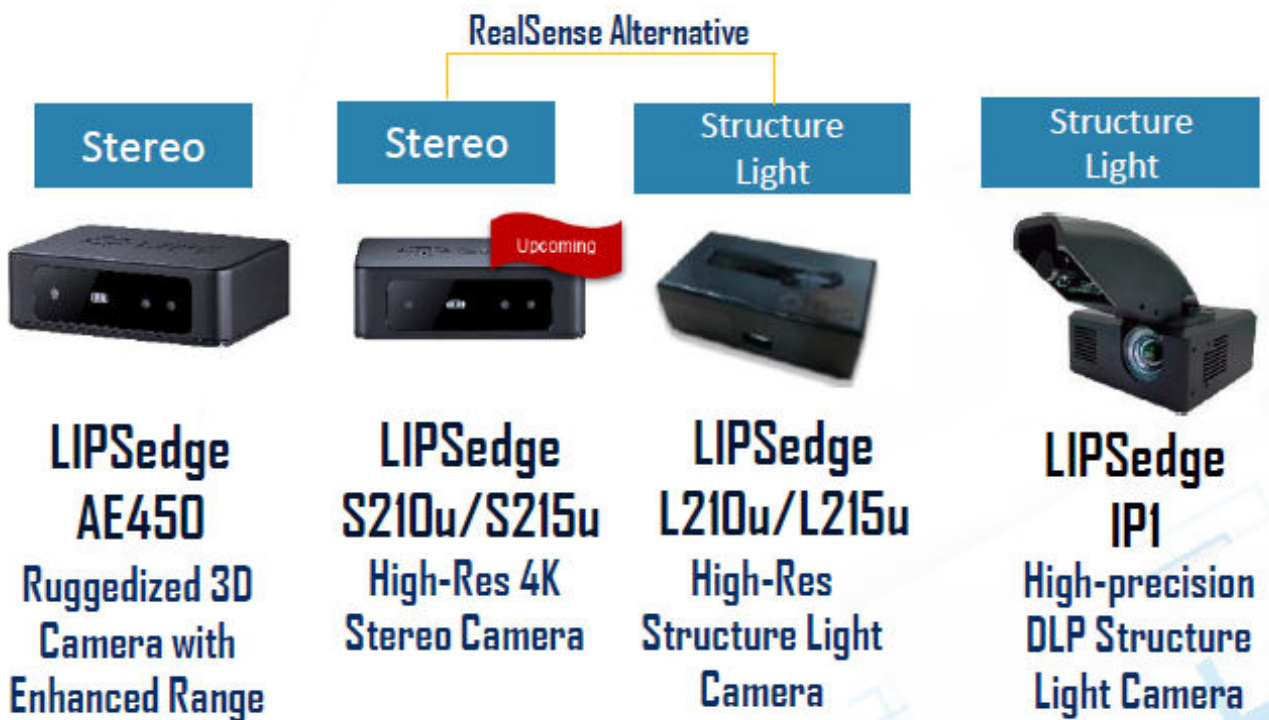 RealSense Alternative
Stereo
Stereo
Structure
Light
Structure
Light
Upcoming
LIPSedge
AE450
Ruggedized 3D
Camera with
Enhanced Range
LIPSedge
S210u/S215u
High-Res 4K
Stereo Camera
LIPSedge
L210u/L215u
High-Res
Structure Light
Camera
LIPSedge
IP1
High-precision
DLP Structure
Light Camera